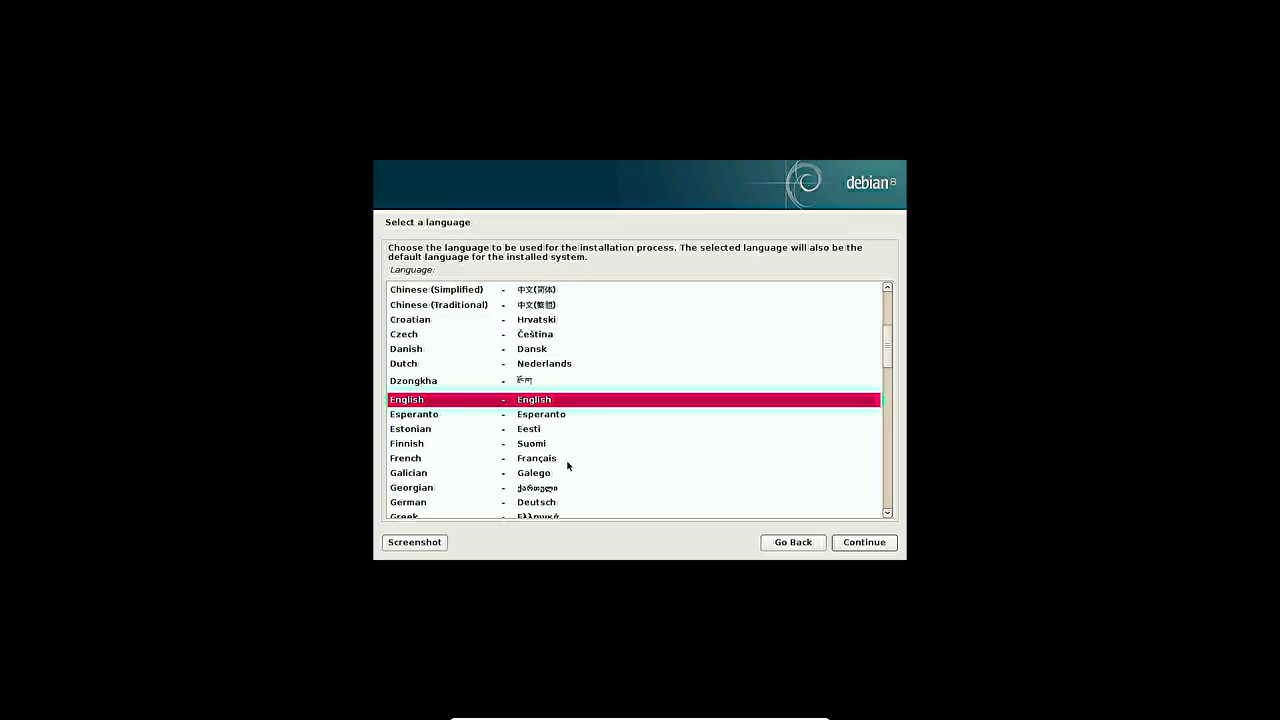 debian 8
Select a language
Choose the language to be used for the installation process. The selected language will also be the
default language for the installed system.
Language:
Chinese (Simplified) - 中文(简体)
Chinese (Traditional) - 中文(繁體)
Croatian - Hrvatski
Czech - Čeština
Danish - Dansk
Dutch - Nederlands
Dzongkha -
English - English
Esperanto - Esperanto
Estonian - Eesti
Finnish - Suomi
French - Français
Galician - Galego
Georgian - ქართული
German - Deutsch
Greek - Ελληνικά
Screenshot Go Back Continue